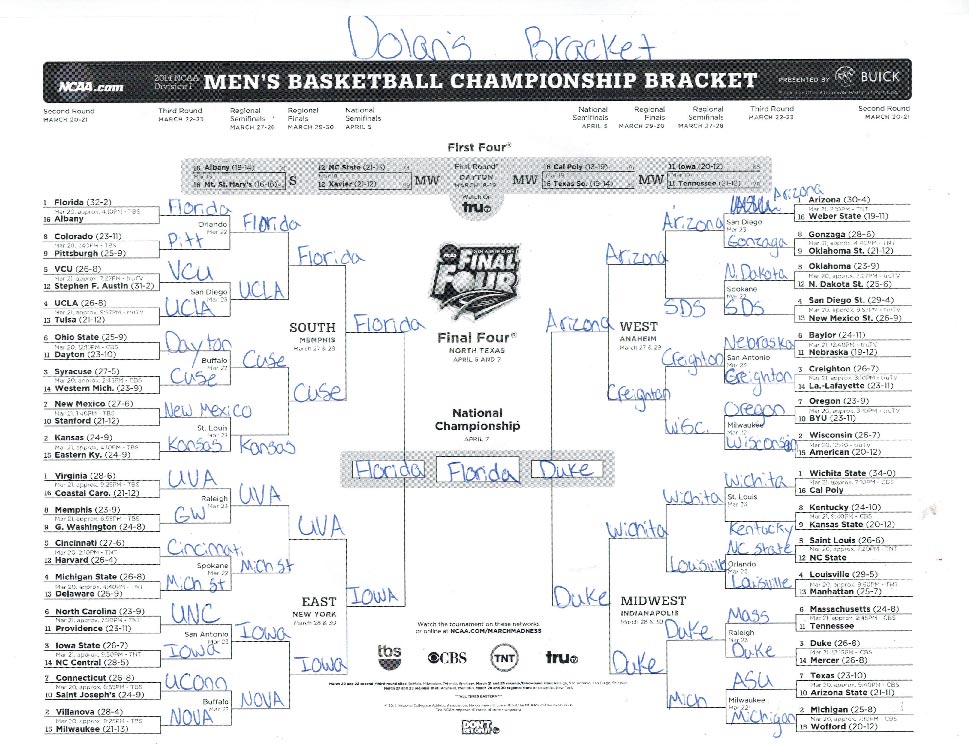 Dolan's Bracket
NCAA.com 2014 NCAA Division I MEN'S BASKETBALL CHAMPIONSHIP BRACKET PRESENTED BY BUICK
Second Round MARCH 20-21
Third Round MARCH 22-23
Regional Semifinals MARCH 27-28
Regional Finals MARCH 29-30
National Semifinals APRIL 5
National Semifinals APRIL 5
Regional Finals MARCH 29-30
Regional Semifinals MARCH 27-28
Third Round MARCH 22-23
Second Round MARCH 20-21
First Four®
16 Albany (19-14)
16 Mt. St. Mary's (16-16)
S
12 NC State (21-13)
12 Xavier (21-12)
MW
First Round
DAYTON
MARCH 18-19
Watch On
truTV
MW
16 Cal Poly (13-19)
16 Texas So. (19-14)
MW
11 Iowa (20-12)
11 Tennessee (21-12)
1 Florida (32-2)
16 Albany
8 Colorado (23-11)
9 Pittsburgh (25-9)
5 VCU (26-8)
12 Stephen F. Austin (31-2)
4 UCLA (26-8)
13 Tulsa (21-12)
6 Ohio State (25-9)
11 Dayton (23-10)
3 Syracuse (27-5)
14 Western Mich. (23-9)
7 New Mexico (27-6)
10 Stanford (21-12)
2 Kansas (24-9)
15 Eastern Ky. (24-9)
Florida
Orlando
Pitt
VCU
San Diego
UCLA
Dayton
Buffalo
Cuse
New Mexico
St. Louis
Kansas
Florida
UCLA
Cuse
Kansas
Florida
Cuse
SOUTH
MEMPHIS
MARCH 27 & 29
Florida
1 Virginia (28-6)
16 Coastal Caro. (21-12)
8 Memphis (23-9)
9 G. Washington (24-8)
5 Cincinnati (27-6)
12 Harvard (26-4)
4 Michigan State (26-8)
13 Delaware (25-9)
6 North Carolina (23-9)
11 Providence (23-11)
3 Iowa State (26-7)
14 NC Central (28-5)
7 Connecticut (26-8)
10 Saint Joseph's (24-9)
2 Villanova (28-4)
15 Milwaukee (21-13)
UVA
Raleigh
GW
Cincinnati
Spokane
Mich St
UNC
San Antonio
Iowa
UConn
Buffalo
NOVA
UVA
Mich St
Iowa
NOVA
UVA
Iowa
EAST
NEW YORK
MARCH 28 & 30
IOWA
NCAA FINAL FOUR
Final Four®
NORTH TEXAS
APRIL 5 AND 7
National Championship
APRIL 7
Florida
Florida
Duke
Arizona
1 Arizona (30-4)
16 Weber State (19-11)
8 Gonzaga (28-6)
9 Oklahoma St. (21-12)
5 Oklahoma (23-9)
12 N. Dakota St. (25-6)
4 San Diego St. (29-4)
13 New Mexico St. (26-9)
6 Baylor (24-11)
11 Nebraska (19-12)
3 Creighton (26-7)
14 La.-Lafayette (23-11)
7 Oregon (23-9)
10 BYU (23-11)
2 Wisconsin (26-7)
15 American (20-12)
San Diego
Gonzaga
N. Dakota
Spokane
SDS
Nebraska
San Antonio
Creighton
Oregon
Milwaukee
Wisconsin
Arizona
SDS
Creighton
Wisc.
Arizona
Creighton
WEST
ANAHEIM
MARCH 27 & 29
Arizona
1 Wichita State (34-0)
16 Cal Poly
8 Kentucky (24-10)
9 Kansas State (20-12)
5 Saint Louis (26-6)
12 NC State
4 Louisville (29-5)
13 Manhattan (25-7)
6 Massachusetts (24-8)
11 Tennessee
3 Duke (26-8)
14 Mercer (26-8)
7 Texas (23-10)
10 Arizona State (21-11)
2 Michigan (25-8)
15 Wofford (20-12)
Wichita
St. Louis
Kentucky
NC State
Orlando
Louisville
Mass
Raleigh
Duke
ASU
Milwaukee
Michigan
Wichita
Louisville
Duke
Mich
Wichita
Duke
MIDWEST
INDIANAPOLIS
MARCH 28 & 30
Duke
Watch the tournament on these networks
or online at NCAA.COM/MARCHMADNESS
tbs CBS TNT truTV